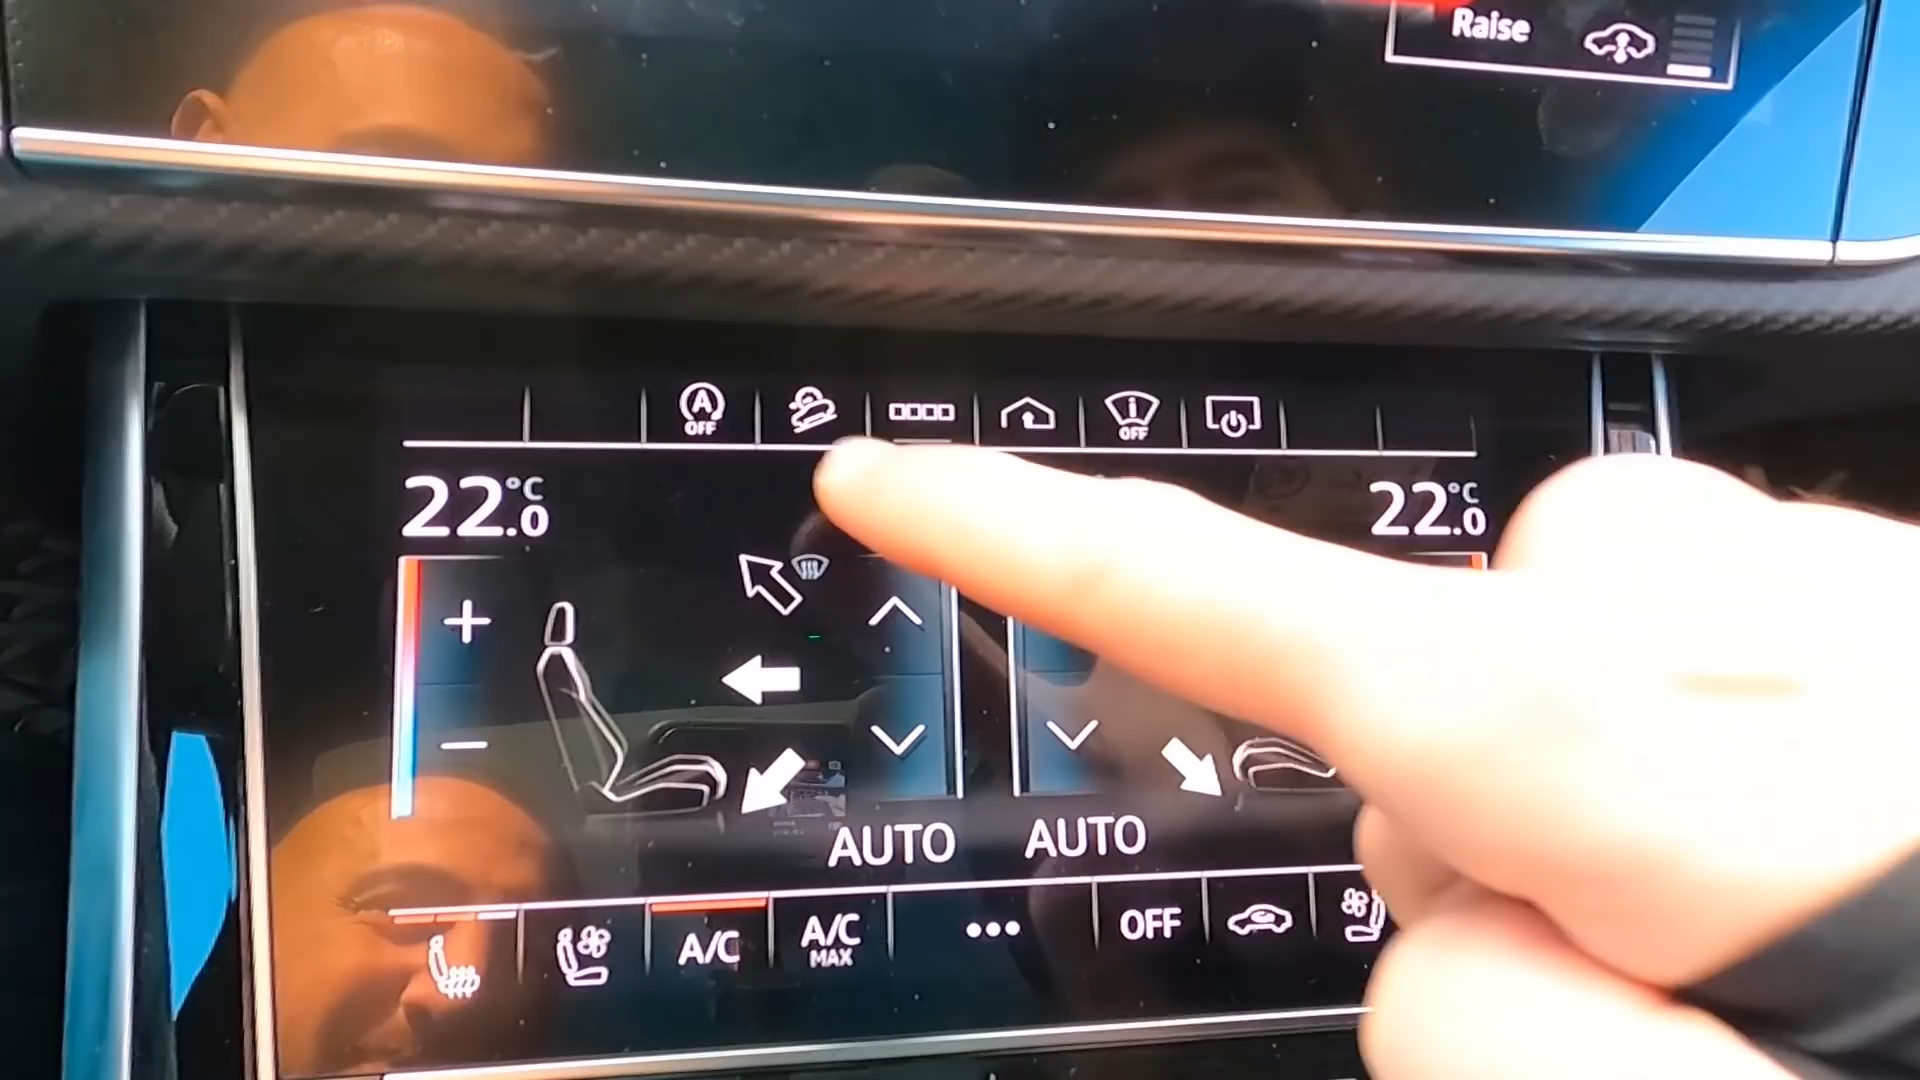 Raise
A
OFF
i
OFF
22.0 °C
22.0 °C
AUTO
AUTO
A/C
A/C
MAX
OFF